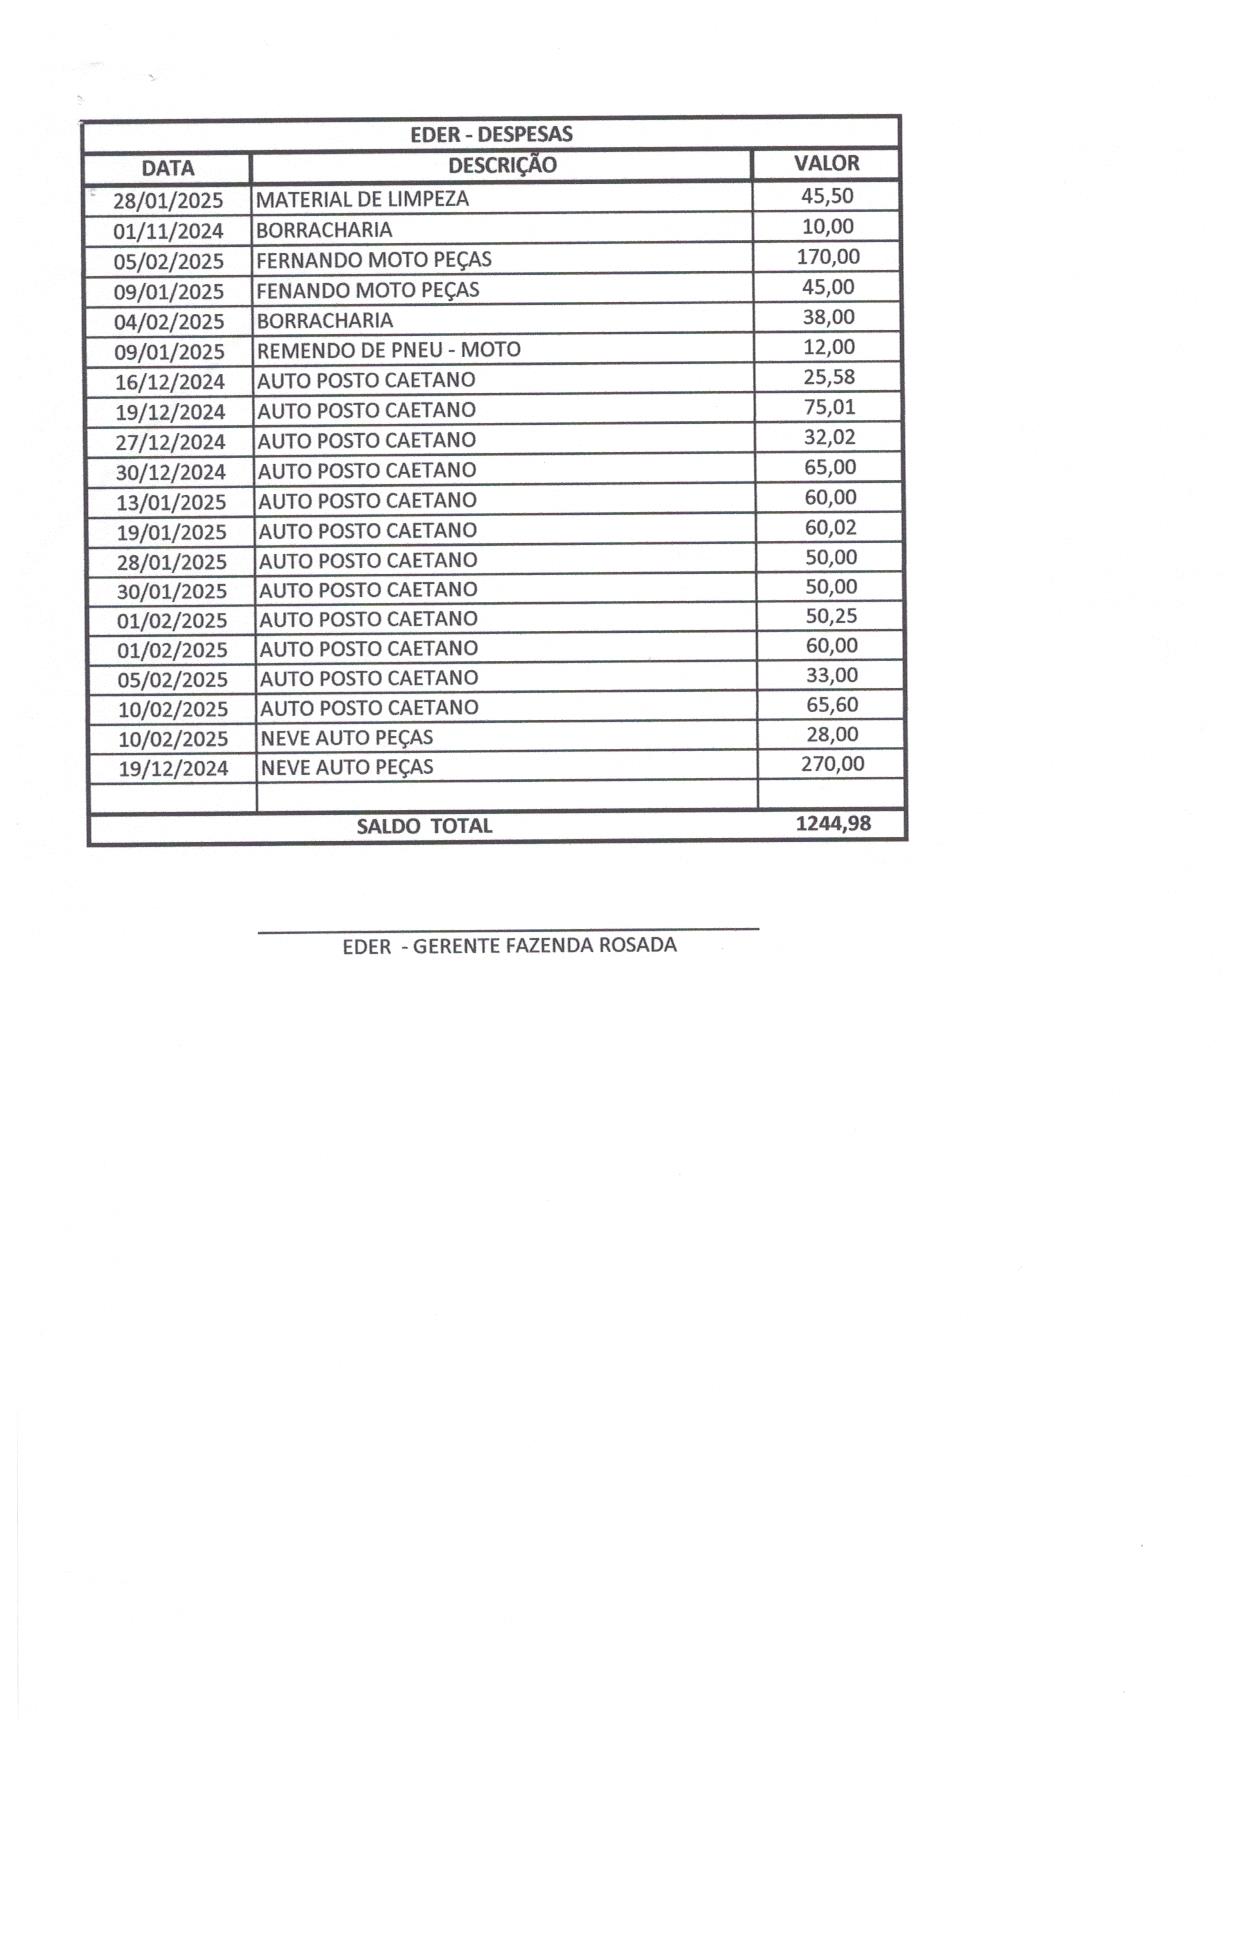 EDER - DESPESAS
DATA DESCRIÇÃO VALOR
28/01/2025 MATERIAL DE LIMPEZA 45,50
01/11/2024 BORRACHARIA 10,00
05/02/2025 FERNANDO MOTO PEÇAS 170,00
09/01/2025 FENANDO MOTO PEÇAS 45,00
04/02/2025 BORRACHARIA 38,00
09/01/2025 REMENDO DE PNEU - MOTO 12,00
16/12/2024 AUTO POSTO CAETANO 25,58
19/12/2024 AUTO POSTO CAETANO 75,01
27/12/2024 AUTO POSTO CAETANO 32,02
30/12/2024 AUTO POSTO CAETANO 65,00
13/01/2025 AUTO POSTO CAETANO 60,00
19/01/2025 AUTO POSTO CAETANO 60,02
28/01/2025 AUTO POSTO CAETANO 50,00
30/01/2025 AUTO POSTO CAETANO 50,00
01/02/2025 AUTO POSTO CAETANO 50,25
01/02/2025 AUTO POSTO CAETANO 60,00
05/02/2025 AUTO POSTO CAETANO 33,00
10/02/2025 AUTO POSTO CAETANO 65,60
10/02/2025 NEVE AUTO PEÇAS 28,00
19/12/2024 NEVE AUTO PEÇAS 270,00
SALDO TOTAL 1244,98
EDER - GERENTE FAZENDA ROSADA